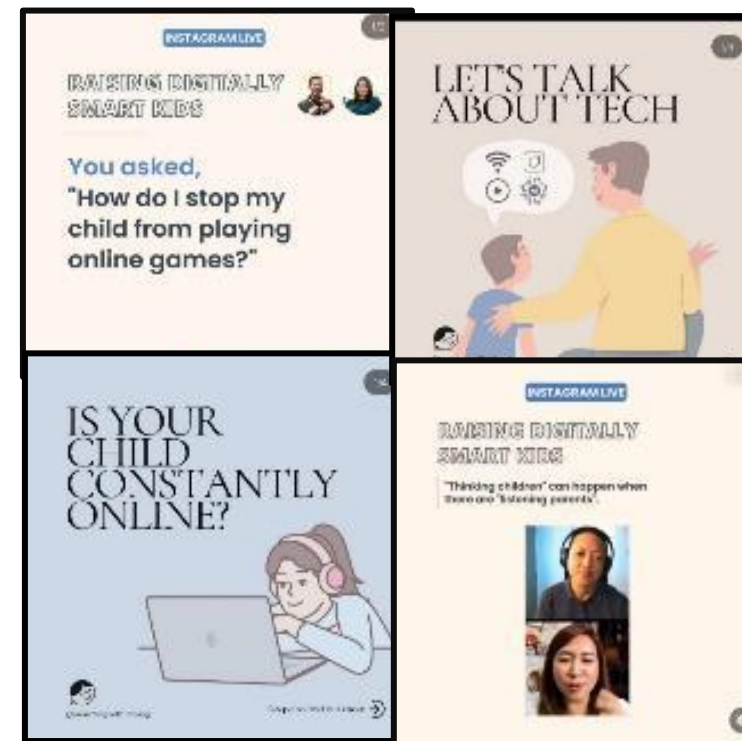 INSTAGRAM LIVE
RAISING DIGITALLY
SMART KIDS
You asked,
"How do I stop my
child from playing
online games?"
LET'S TALK
ABOUT TECH
IS YOUR
CHILD
CONSTANTLY
ONLINE?
INSTAGRAM LIVE
RAISING DIGITALLY
SMART KIDS
"Thinking children" can happen when
there are "listening parents".